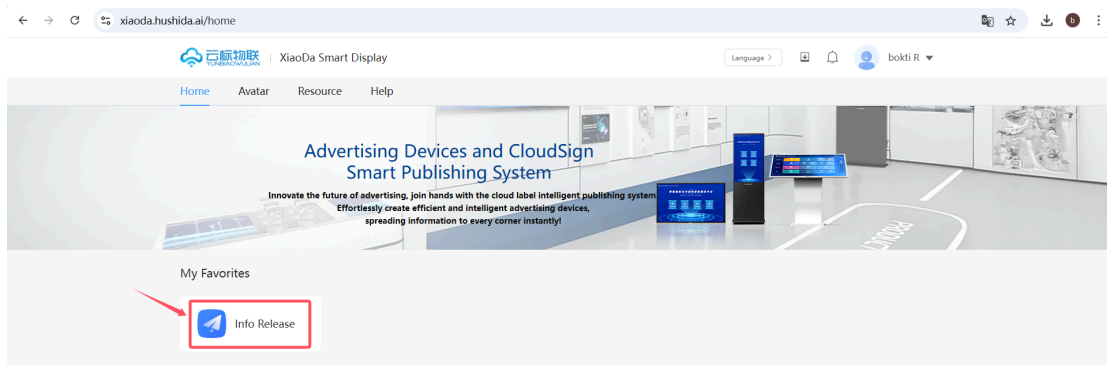 xiaoda.hushida.ai/home
b
云标物联
YUNBIAOWULIAN
XiaoDa Smart Display
Language >
bokti R
Home
Avatar
Resource
Help
Advertising Devices and CloudSign
Smart Publishing System
Innovate the future of advertising, join hands with the cloud label intelligent publishing system,
Effortlessly create efficient and intelligent advertising devices,
spreading information to every corner instantly!
My Favorites
Info Release